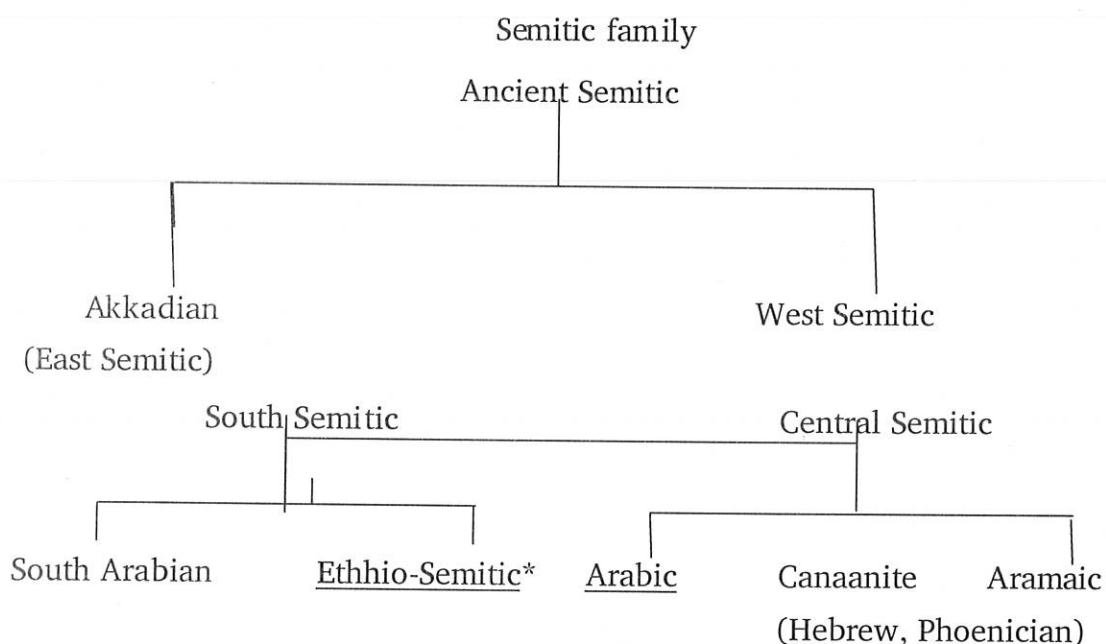 Semitic family
Ancient Semitic
Akkadian
(East Semitic)
West Semitic
South Semitic
Central Semitic
South Arabian
Ethhio-Semitic*
Arabic
Canaanite
(Hebrew, Phoenician)
Aramaic